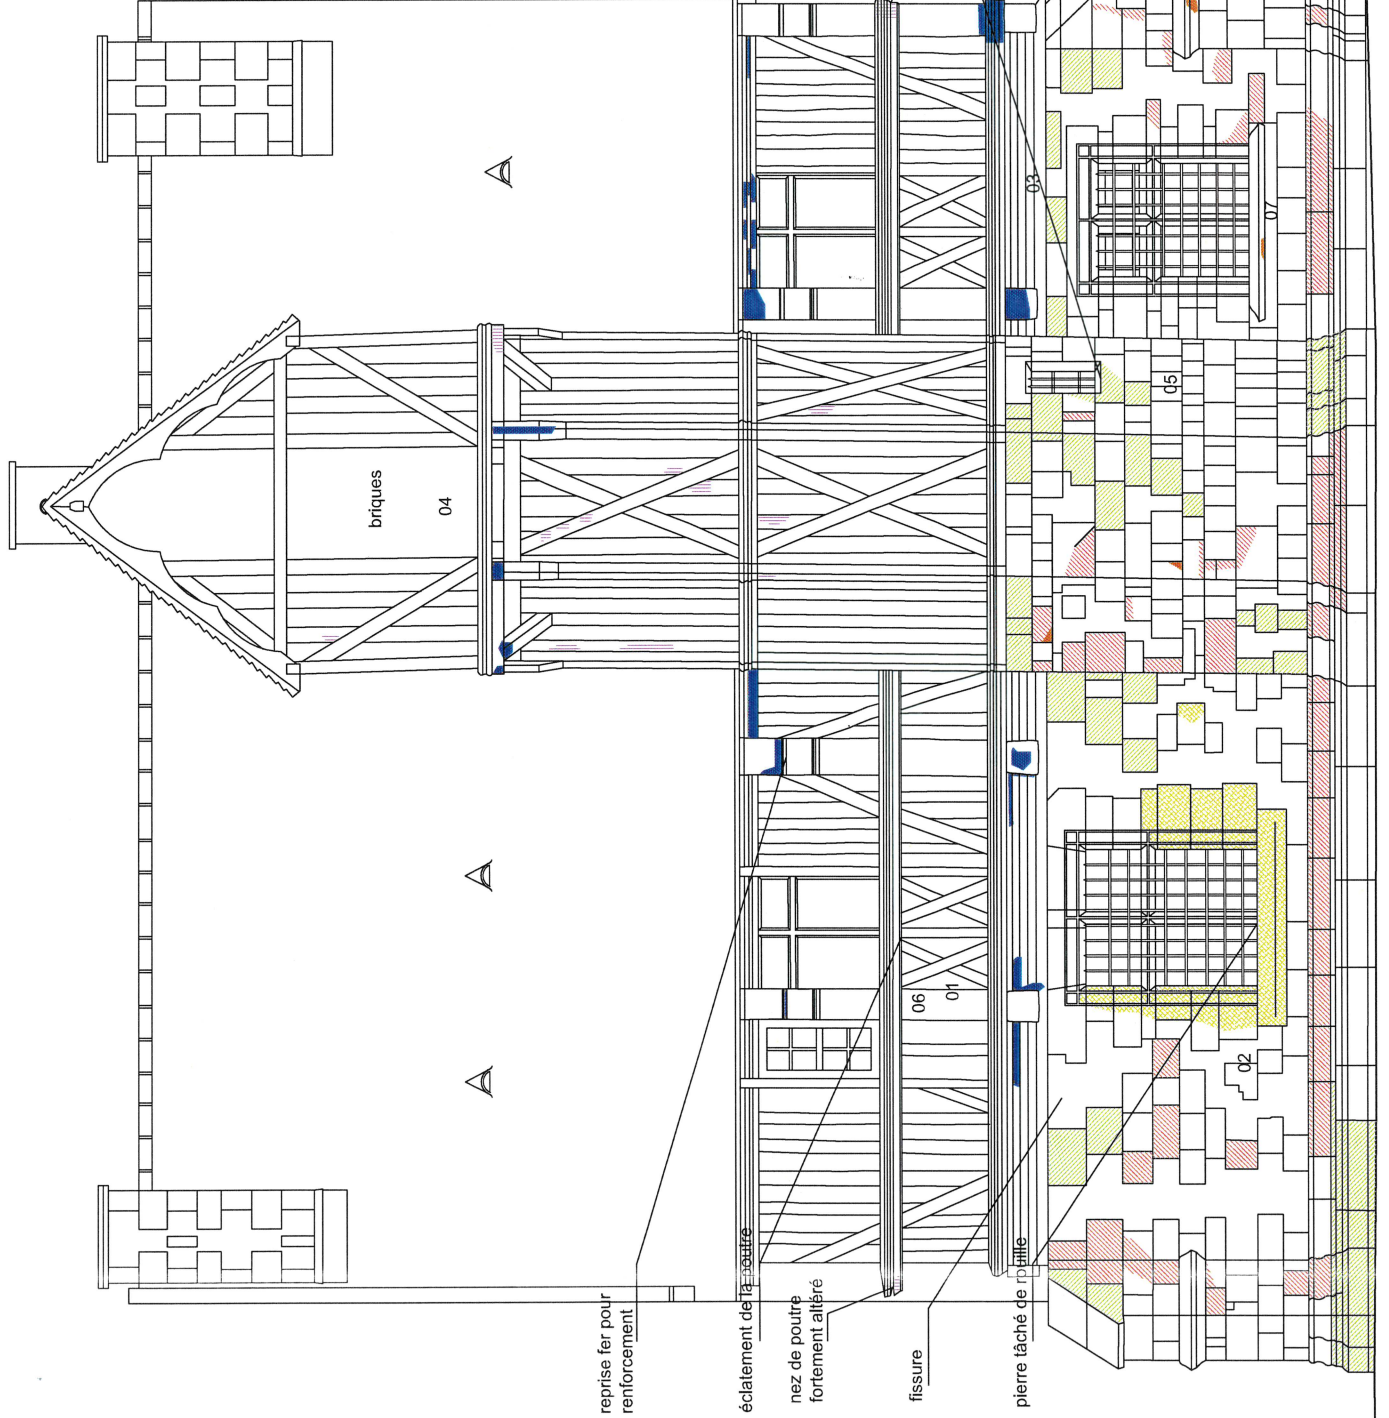 reprise fer pour
renforcement
éclatement de la poutre
nez de poutre
fortement altéré
fissure
pierre tâché de rouille
briques
04
06
01
02
03
05
07